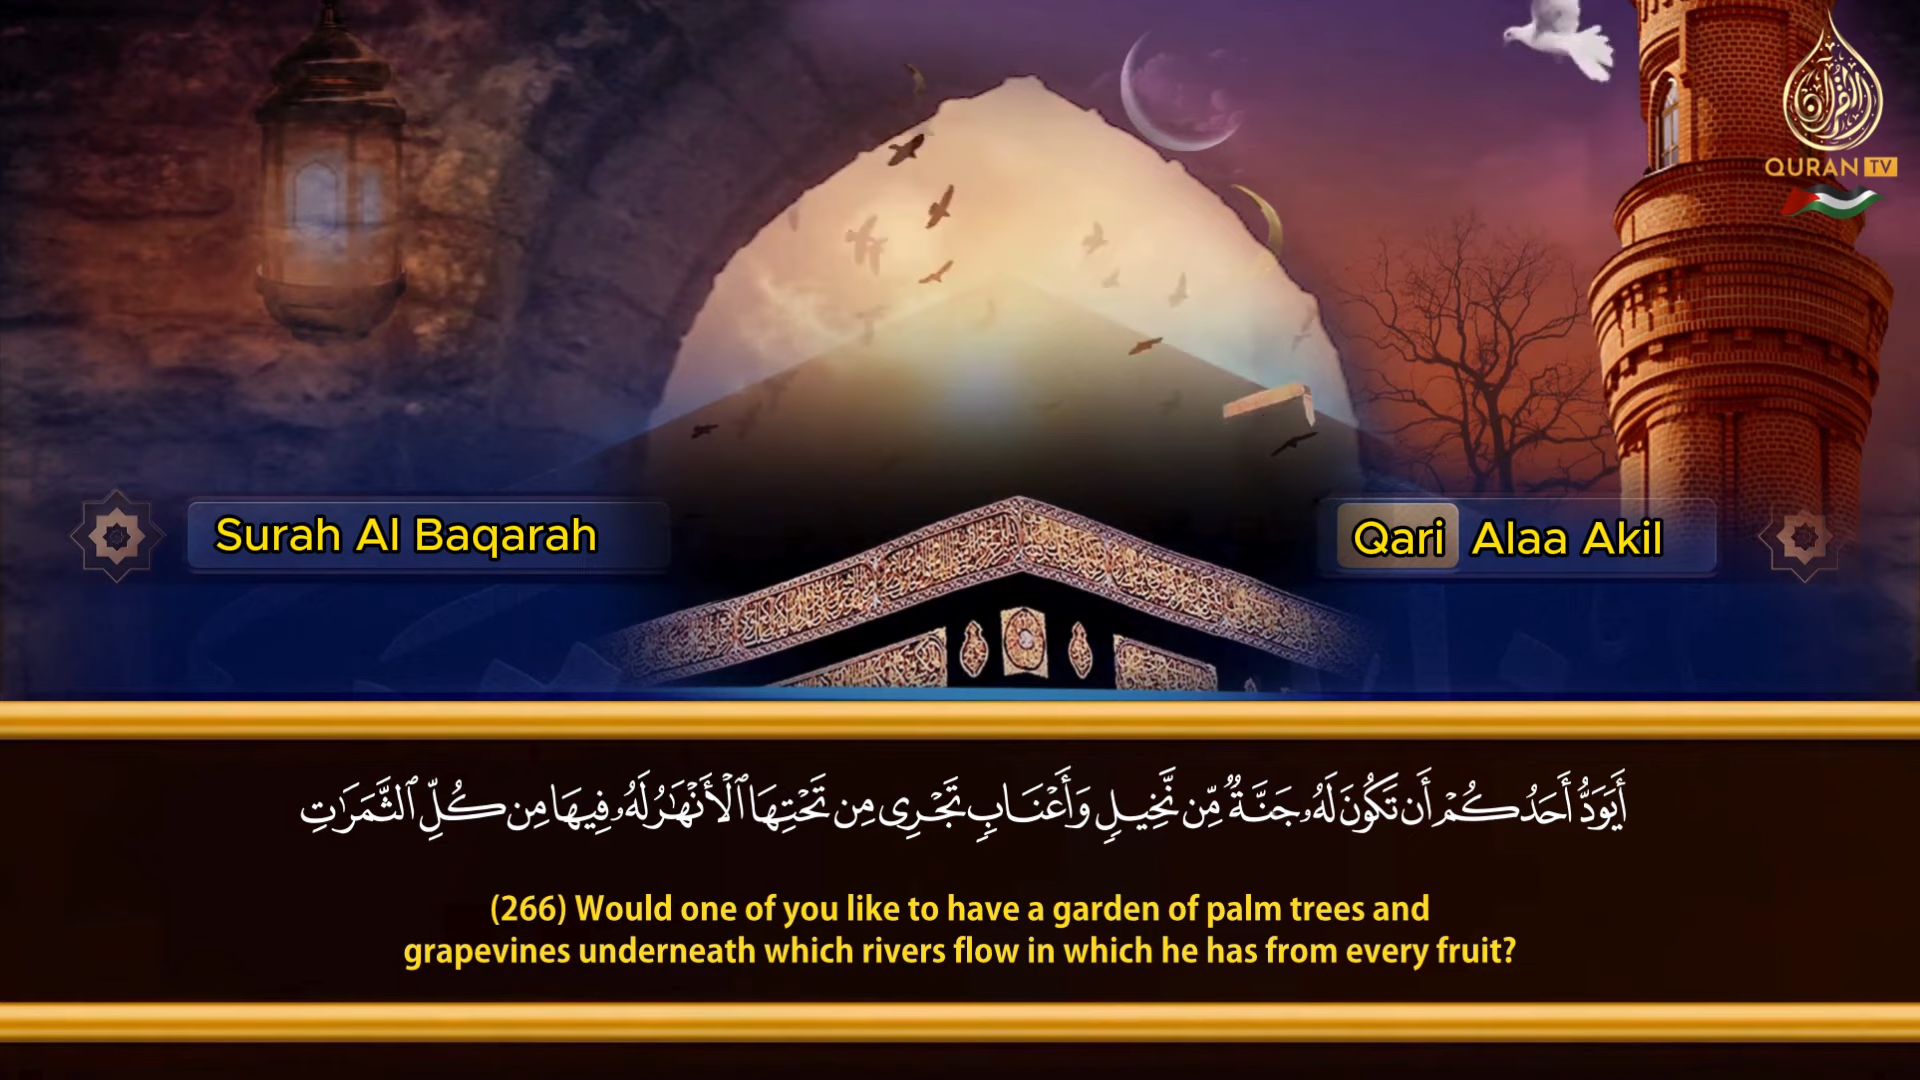 القرآن
QURAN TV
Surah Al Baqarah
Qari Alaa Akil
أَيَوَدُّ أَحَدُكُمْ أَن تَكُونَ لَهُۥ جَنَّةٌ مِّن نَّخِيلٍ وَأَعْنَابٍ تَجْرِى مِن تَحْتِهَا ٱلْأَنْهَٰرُ لَهُۥ فِيهَا مِن كُلِّ ٱلثَّمَرَٰتِ
(266) Would one of you like to have a garden of palm trees and
grapevines underneath which rivers flow in which he has from every fruit?